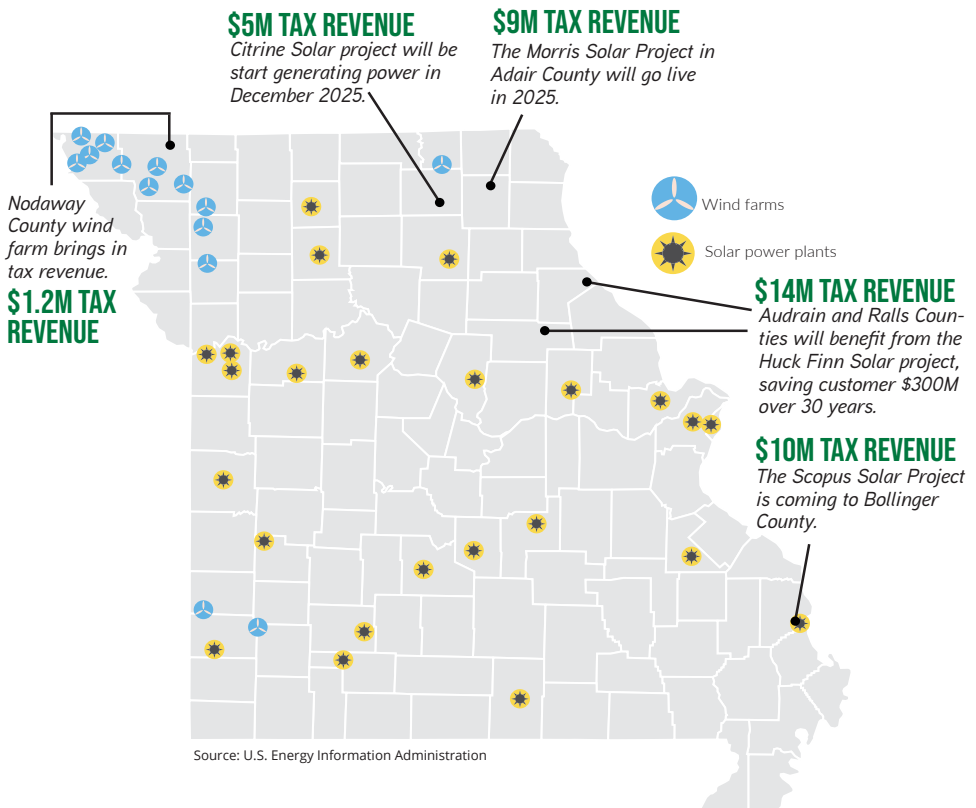 $5M TAX REVENUE
Citrine Solar project will be
start generating power in
December 2025.
$9M TAX REVENUE
The Morris Solar Project in
Adair County will go live
in 2025.
Nodaway
County wind
farm brings in
tax revenue.
$1.2M TAX
REVENUE
Wind farms
Solar power plants
$14M TAX REVENUE
Audrain and Ralls Coun-
ties will benefit from the
Huck Finn Solar project,
saving customer $300M
over 30 years.
$10M TAX REVENUE
The Scopus Solar Project
is coming to Bollinger
County.
Source: U.S. Energy Information Administration